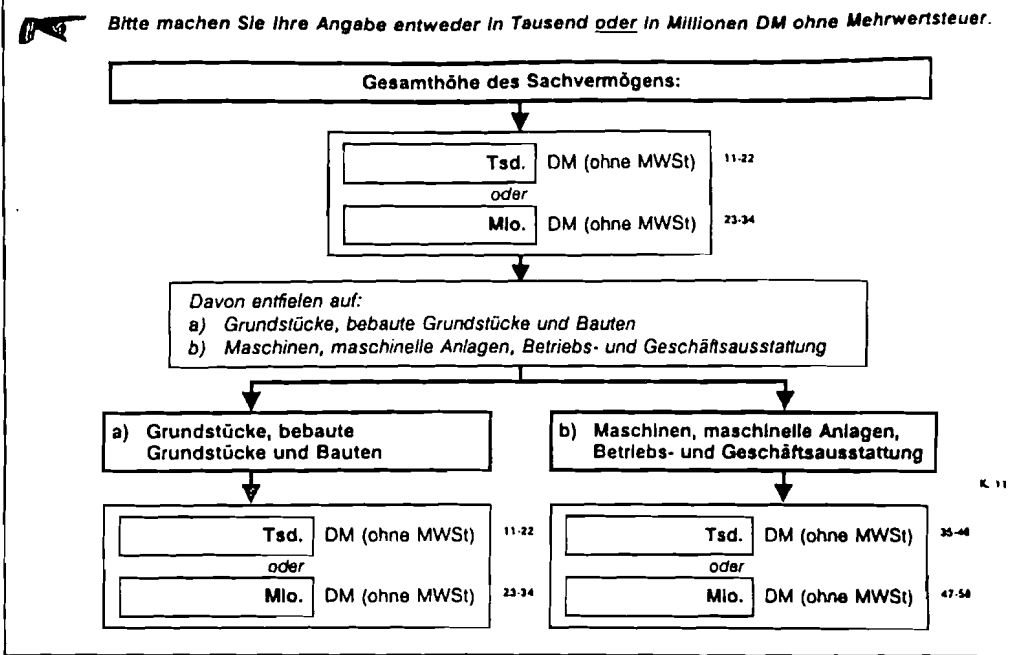 Bitte machen Sie Ihre Angabe entweder in Tausend oder in Millionen DM ohne Mehrwertsteuer.
Gesamthöhe des Sachvermögens:
Tsd. DM (ohne MWSt) 11-22
oder
Mio. DM (ohne MWSt) 23-34
Davon entfielen auf:
a) Grundstücke, bebaute Grundstücke und Bauten
b) Maschinen, maschinelle Anlagen, Betriebs- und Geschäftsausstattung
a) Grundstücke, bebaute
Grundstücke und Bauten
b) Maschinen, maschinelle Anlagen,
Betriebs- und Geschäftsausstattung
K. 11
Tsd. DM (ohne MWSt) 11-22
oder
Mio. DM (ohne MWSt) 23-34
Tsd. DM (ohne MWSt) 35-46
oder
Mio. DM (ohne MWSt) 47-58